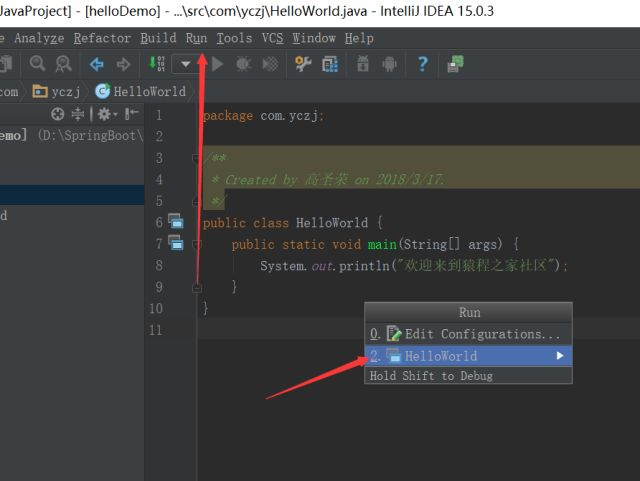 JavaProject] - [helloDemo] - ...\src\com\yczj\HelloWorld.java - IntelliJ IDEA 15.0.3
e Analyze Refactor Build Run Tools VCS Window Help
com yczj HelloWorld
emo] (D:\SpringBoot\
d
1 package com.yczj;
2
3 /**
4 * Created by 高圣荣 on 2018/3/17.
5 */
6 public class HelloWorld {
7 public static void main(String[] args) {
8 System.out.println("欢迎来到猿程之家社区");
9 }
10 }
11
Run
0. Edit Configurations...
2. HelloWorld
Hold Shift to Debug